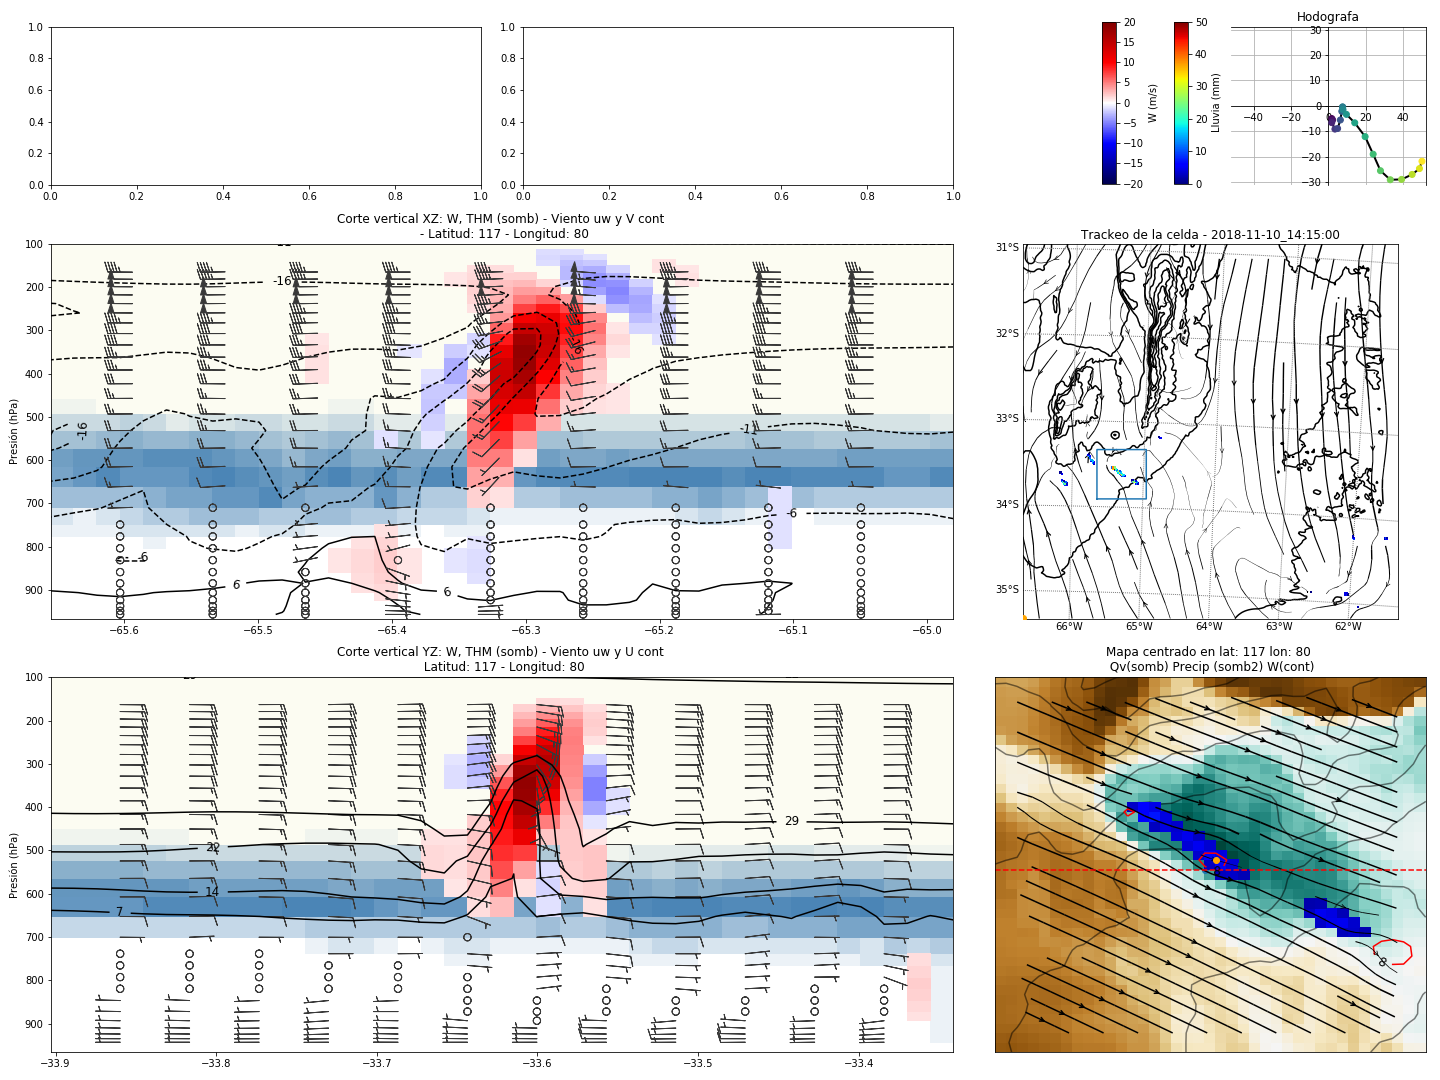 1.0
0.8
0.6
0.4
0.2
0.0
0.0 0.2 0.4 0.6 0.8 1.0
1.0
0.8
0.6
0.4
0.2
0.0
0.0 0.2 0.4 0.6 0.8 1.0
20
15
10
5
0
−5
−10
−15
−20
W (m/s)
50
40
30
20
10
0
Lluvia (mm)
Hodografa
30
20
10
0
−10
−20
−30
−40 −20 0 20 40
Corte vertical XZ: W, THM (somb) - Viento uw y V cont
- Latitud: 117 - Longitud: 80
Presión (hPa)
100
200
300
400
500
600
700
800
900
−65.6 −65.5 −65.4 −65.3 −65.2 −65.1 −65.0
-16
-16
-16
-11
-6
-6
6
6
Trackeo de la celda - 2018-11-10_14:15:00
31°S
32°S
33°S
34°S
35°S
66°W 65°W 64°W 63°W 62°W
Corte vertical YZ: W, THM (somb) - Viento uw y U cont
Latitud: 117 - Longitud: 80
Presión (hPa)
100
200
300
400
500
600
700
800
900
−33.9 −33.8 −33.7 −33.6 −33.5 −33.4
29
22
14
7
Mapa centrado en lat: 117 lon: 80
Qv(somb) Precip (somb2) W(cont)
0